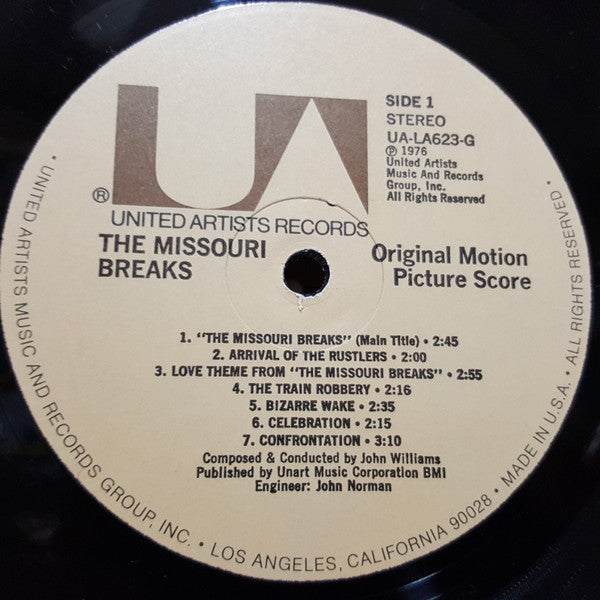 UA
®
UNITED ARTISTS RECORDS
SIDE 1
STEREO
UA-LA623-G
℗ 1976
United Artists
Music And Records
Group, Inc.
All Rights Reserved
THE MISSOURI
BREAKS
Original Motion
Picture Score
1. "THE MISSOURI BREAKS" (Main Title) • 2:45
2. ARRIVAL OF THE RUSTLERS • 2:00
3. LOVE THEME FROM "THE MISSOURI BREAKS" • 2:55
4. THE TRAIN ROBBERY • 2:16
5. BIZARRE WAKE • 2:35
6. CELEBRATION • 2:15
7. CONFRONTATION • 3:10
Composed & Conducted by John Williams
Published by Unart Music Corporation BMI
Engineer: John Norman
• UNITED ARTISTS MUSIC AND RECORDS GROUP, INC. • LOS ANGELES, CALIFORNIA 90028 • MADE IN U.S.A. • ALL RIGHTS RESERVED •